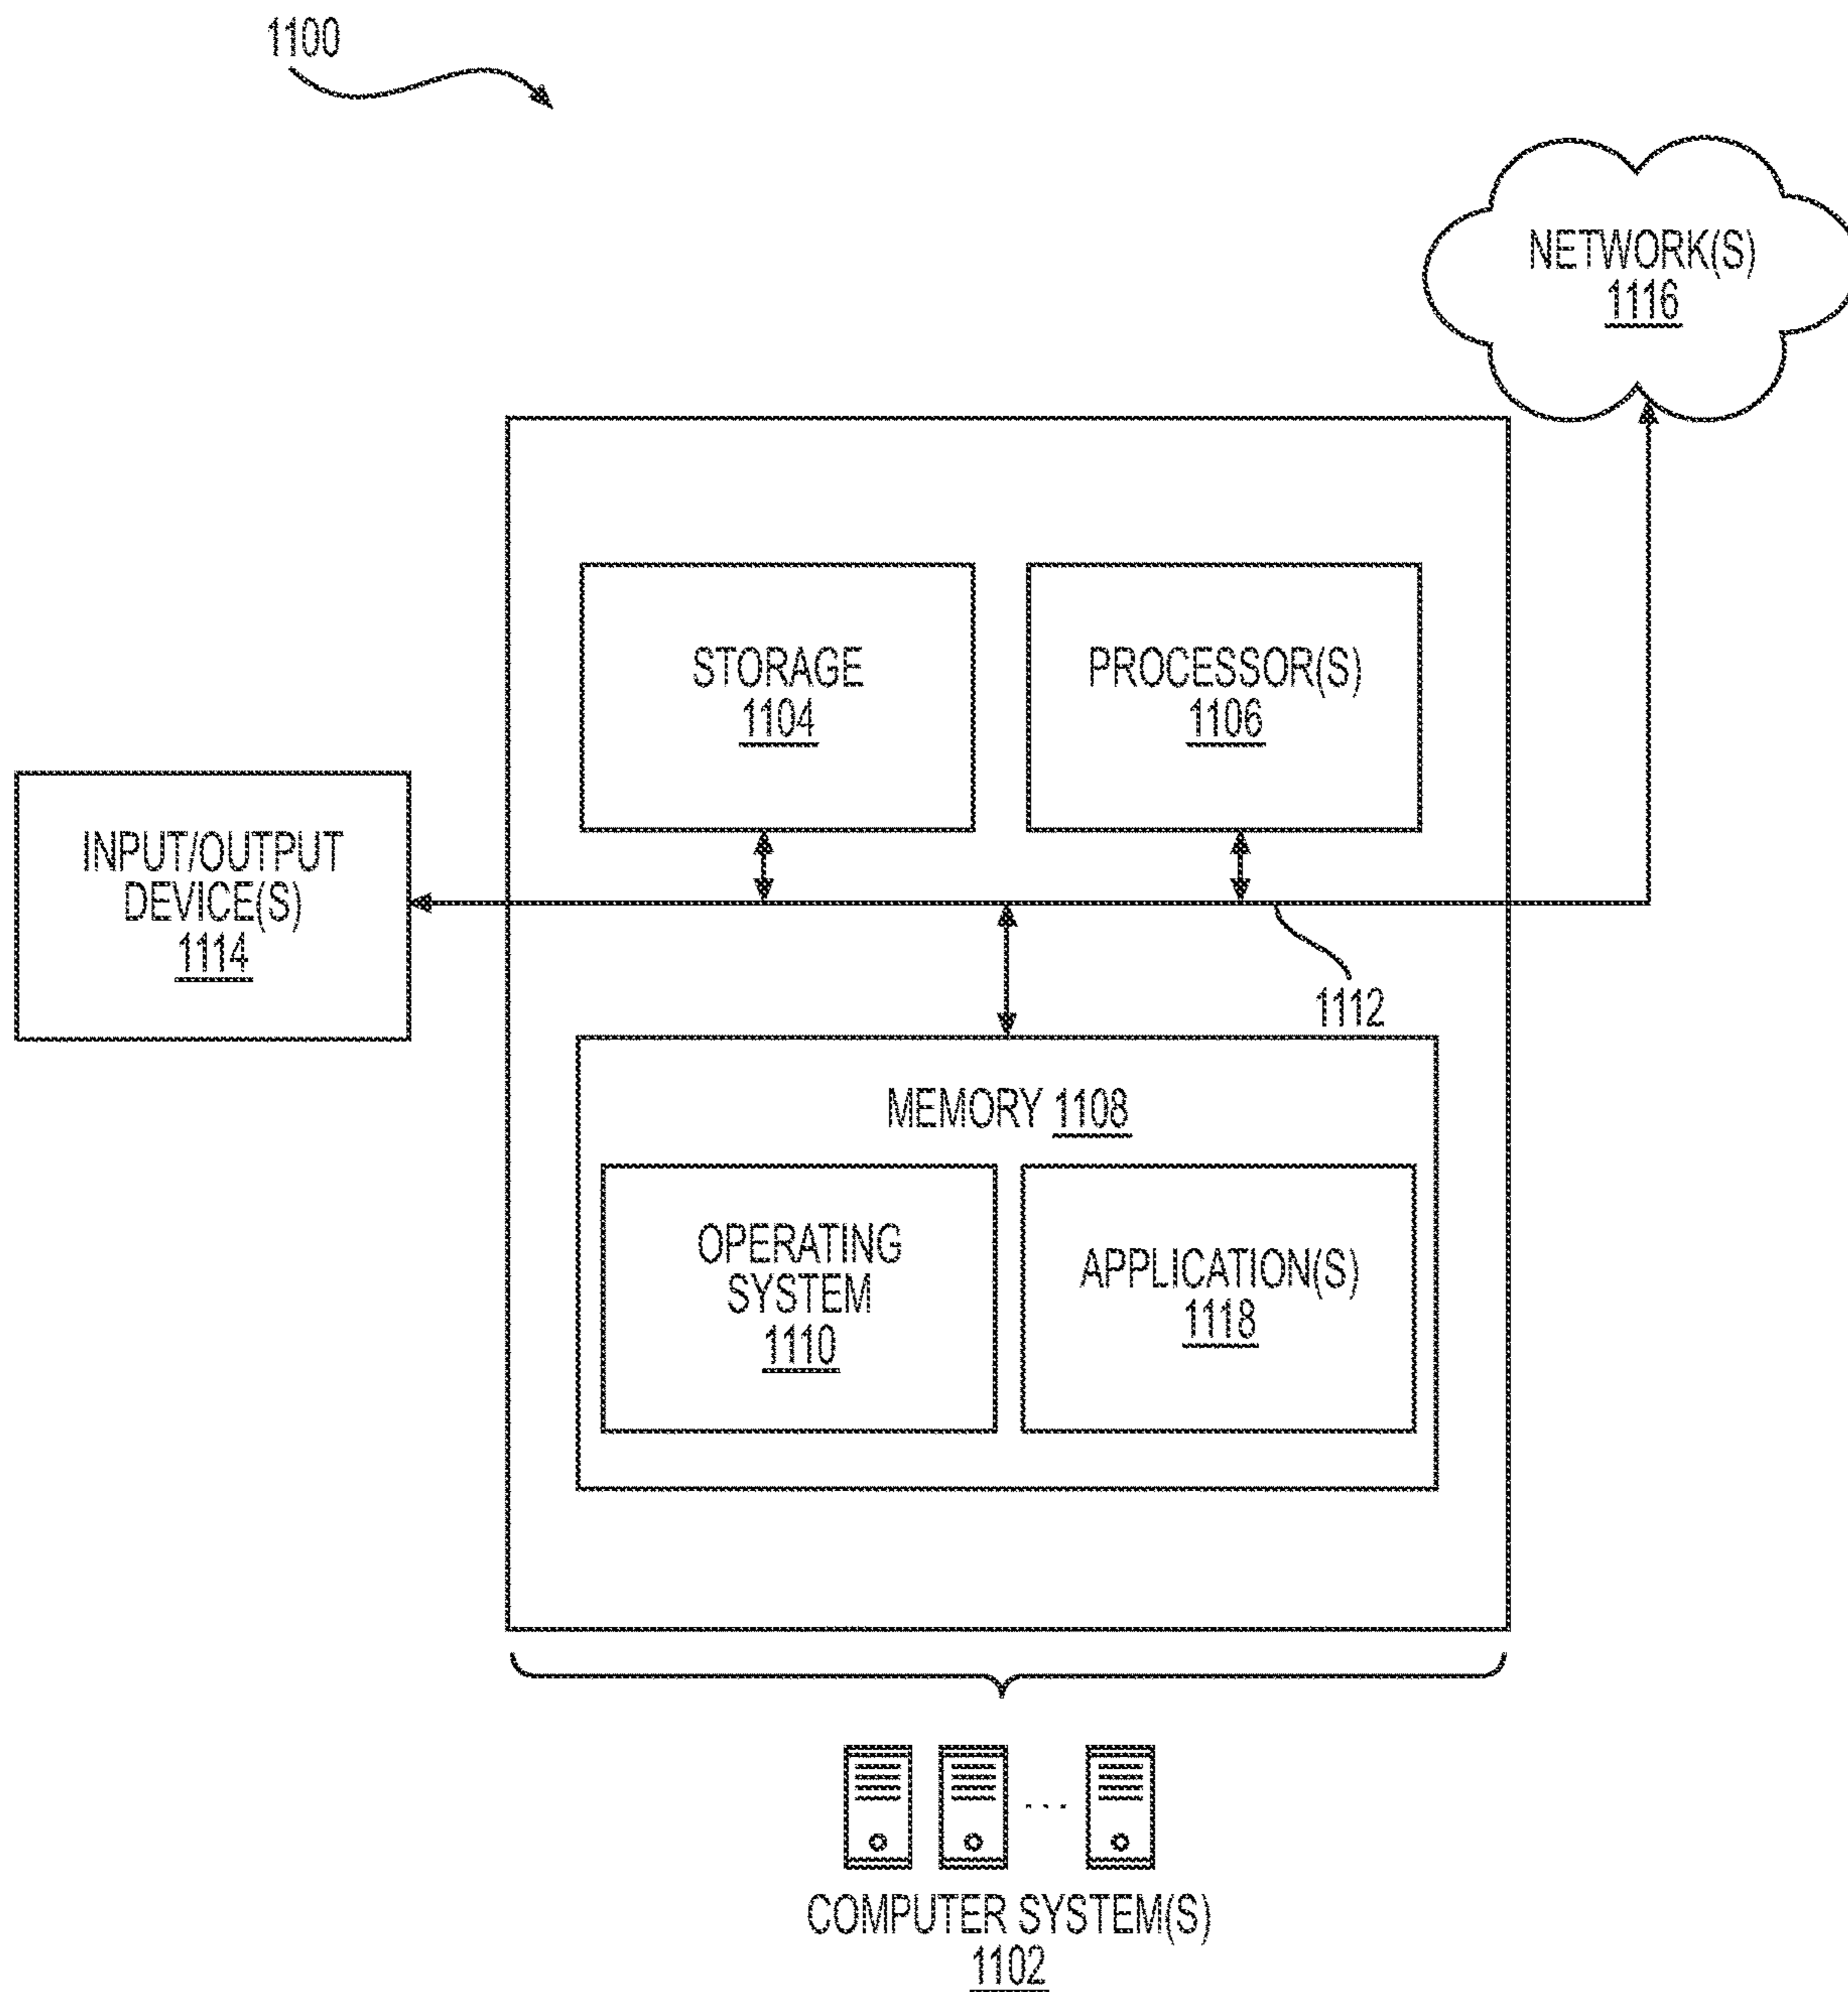 1100
NETWORK(S)
1116
STORAGE
1104
PROCESSOR(S)
1106
INPUT/OUTPUT
DEVICE(S)
1114
1112
MEMORY 1108
OPERATING
SYSTEM
1110
APPLICATION(S)
1118
...
COMPUTER SYSTEM(S)
1102